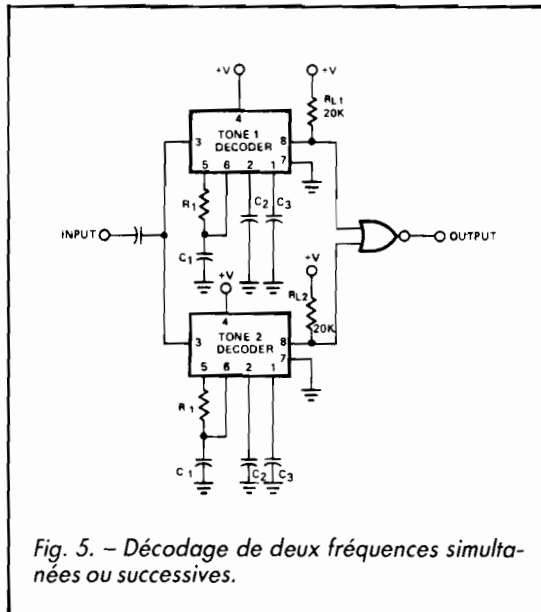 +V
+V
RL1
20K
4
TONE 1
DECODER
3
8
7
5
6
2
1
R1
C2
C3
INPUT
C1
OUTPUT
+V
+V
RL2
20K
4
TONE 2
DECODER
3
8
7
5
6
2
1
R1
C1
C2
C3
Fig. 5. – Décodage de deux fréquences simulta-
nées ou successives.